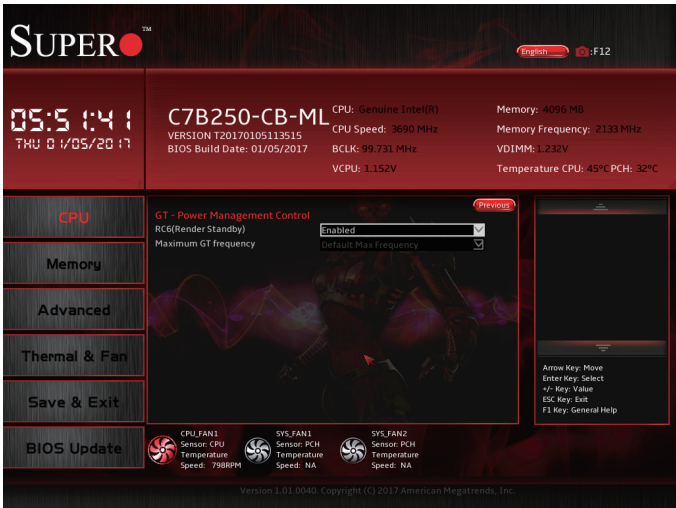 SUPER ™
English :F12
05:51:41
THU 01/05/2017
C7B250-CB-ML
VERSION T20170105113515
BIOS Build Date: 01/05/2017
CPU: Genuine Intel(R)
CPU Speed: 3690 MHz
BCLK: 99.731 MHz
VCPU: 1.152V
Memory: 4096 MB
Memory Frequency: 2133 MHz
VDIMM: 1.232V
Temperature CPU: 45°C PCH: 32°C
CPU
Memory
Advanced
Thermal & Fan
Save & Exit
BIOS Update
Previous
GT - Power Management Control
RC6(Render Standby) Enabled
Maximum GT frequency Default Max Frequency
Arrow Key: Move
Enter Key: Select
+/- Key: Value
ESC Key: Exit
F1 Key: General Help
CPU_FAN1
Sensor: CPU
Temperature
Speed: 798RPM
SYS_FAN1
Sensor: PCH
Temperature
Speed: NA
SYS_FAN2
Sensor: PCH
Temperature
Speed: NA
Version 1.01.0040. Copyright (C) 2017 American Megatrends, Inc.